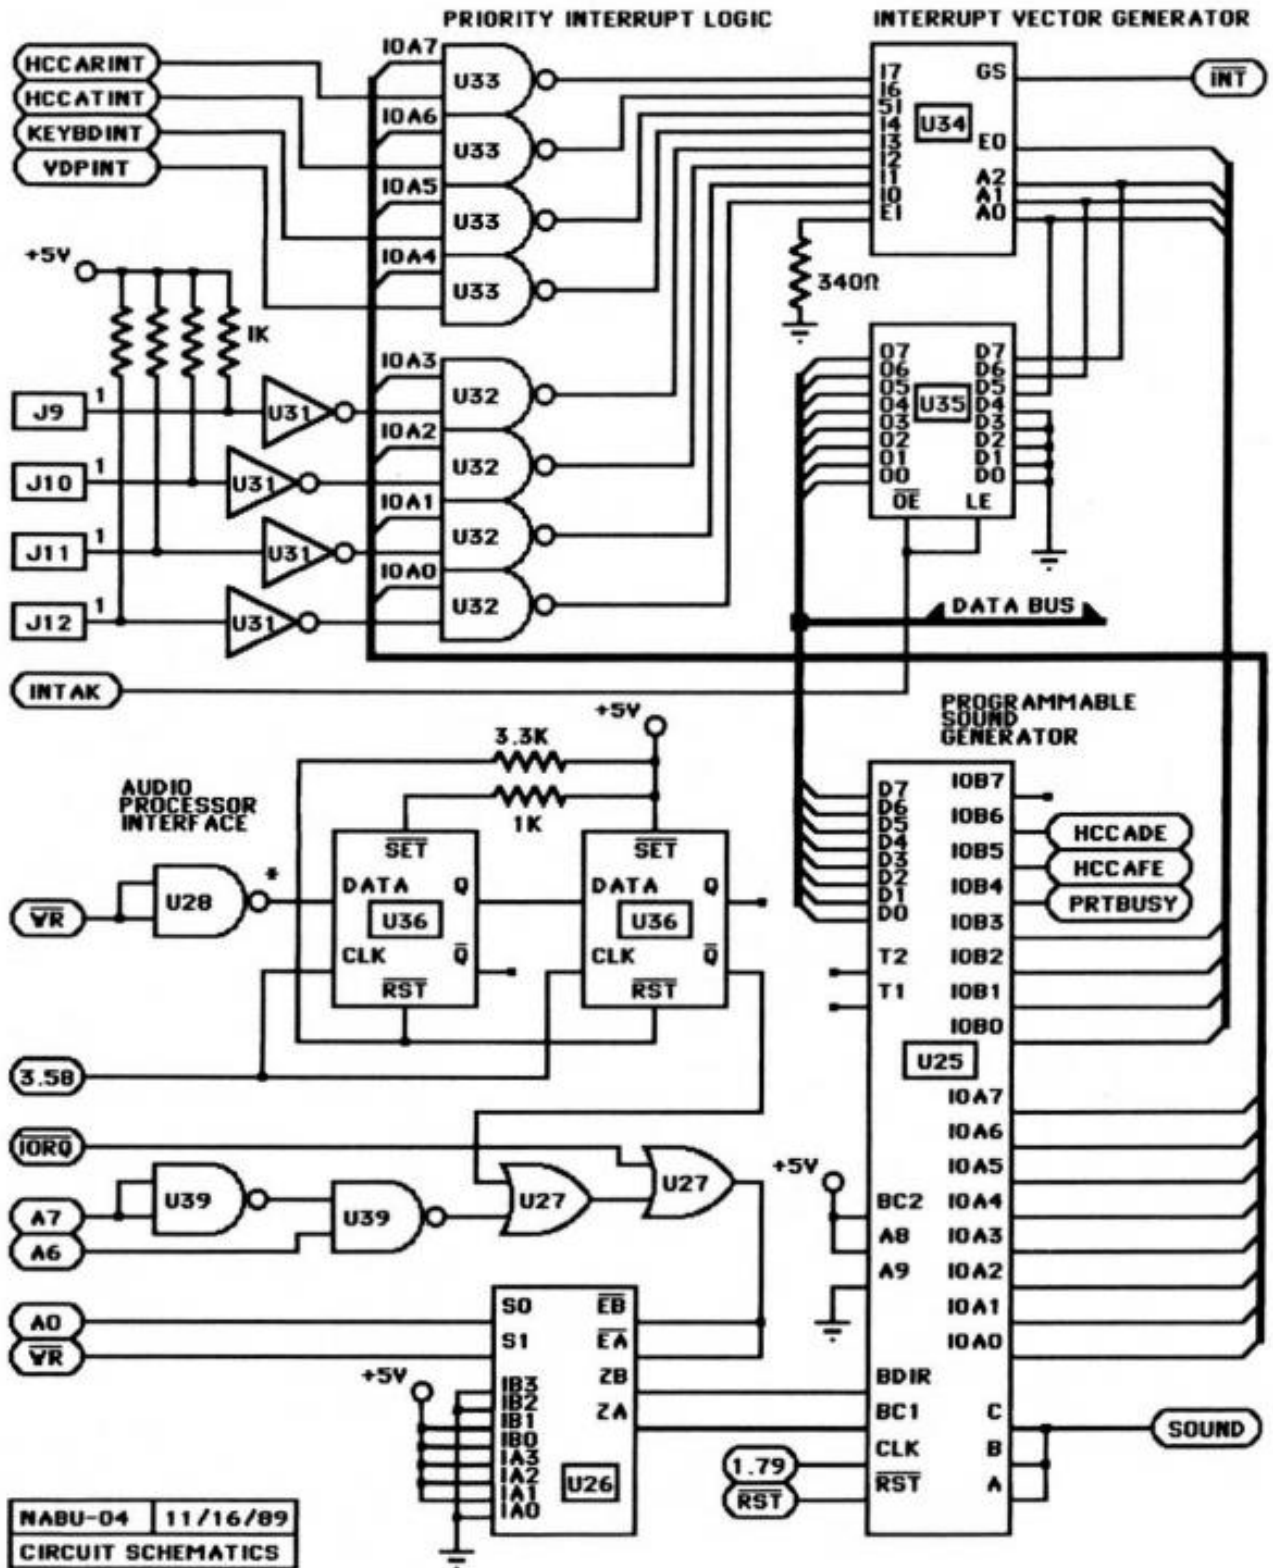 PRIORITY INTERRUPT LOGIC
INTERRUPT VECTOR GENERATOR
HCCARINT
HCCATINT
KEYBDINT
VDPINT
IOA7
U33
IOA6
U33
IOA5
U33
IOA4
U33
I7
I6
5I
I4
I3
I2
I1
I0
EI
U34
GS
E0
A2
A1
A0
INT
340Ω
+5V
1K
J9
1
U31
J10
1
U31
J11
1
U31
J12
1
U31
IOA3
U32
IOA2
U32
IOA1
U32
IOA0
U32
O7
O6
O5
O4
O3
O2
O1
O0
U35
D7
D6
D5
D4
D3
D2
D1
D0
OE
LE
DATA BUS
INTAK
+5V
3.3K
1K
AUDIO
PROCESSOR
INTERFACE
WR
U28
*
SET
DATA
Q
U36
CLK
Q
RST
SET
DATA
Q
U36
CLK
Q
RST
3.58
IORQ
A7
A6
U39
U39
U27
U27
A0
WR
S0
S1
EB
EA
ZB
ZA
+5V
IB3
IB2
IB1
IB0
IA3
IA2
IA1
IA0
U26
PROGRAMMABLE
SOUND
GENERATOR
D7
D6
D5
D4
D3
D2
D1
D0
T2
T1
U25
IOB7
IOB6
IOB5
IOB4
IOB3
IOB2
IOB1
IOB0
HCCADE
HCCAFE
PRTBUSY
IOA7
IOA6
IOA5
IOA4
IOA3
IOA2
IOA1
IOA0
+5V
BC2
A8
A9
BDIR
BC1
CLK
RST
C
B
A
1.79
RST
SOUND
NABU-04 11/16/89
CIRCUIT SCHEMATICS